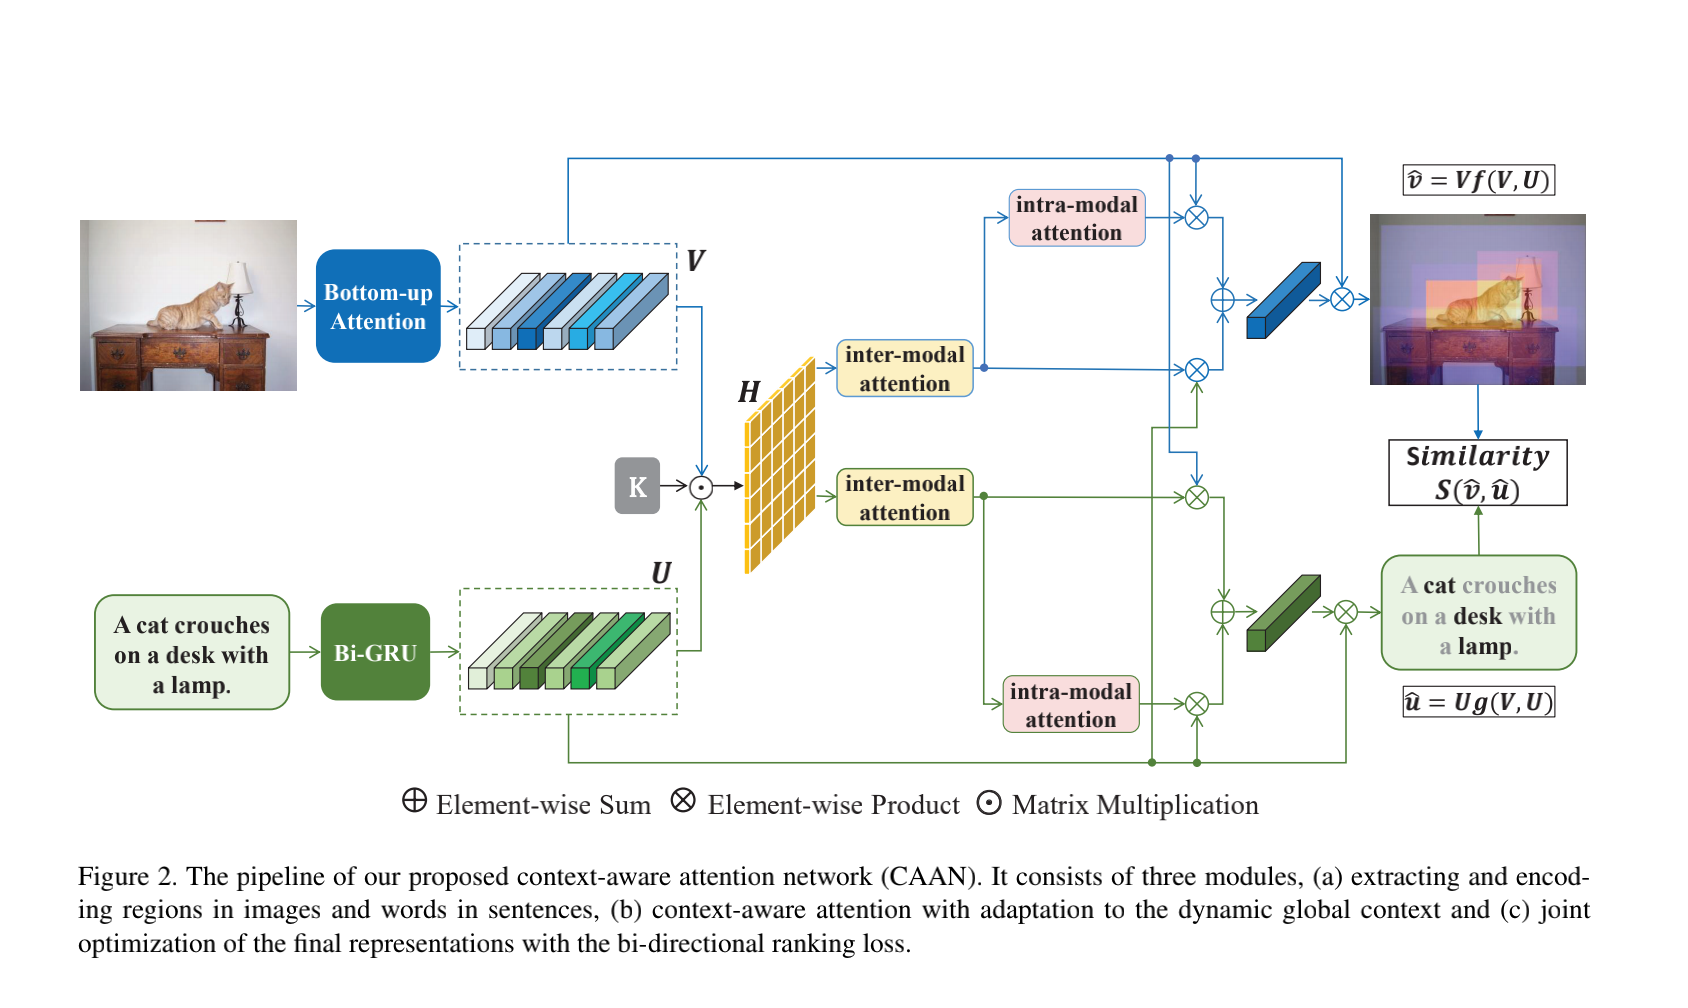 v̂ = Vf(V, U)
intra-modal
attention
V
Bottom-up
Attention
inter-modal
attention
H
Similarity
S(v̂, û)
K
inter-modal
attention
U
A cat crouches
on a desk with
a lamp.
Bi-GRU
A cat crouches
on a desk with
a lamp.
intra-modal
attention
û = Ug(V, U)
⊕ Element-wise Sum ⊗ Element-wise Product ⊙ Matrix Multiplication
Figure 2. The pipeline of our proposed context-aware attention network (CAAN). It consists of three modules, (a) extracting and encod-
ing regions in images and words in sentences, (b) context-aware attention with adaptation to the dynamic global context and (c) joint
optimization of the final representations with the bi-directional ranking loss.